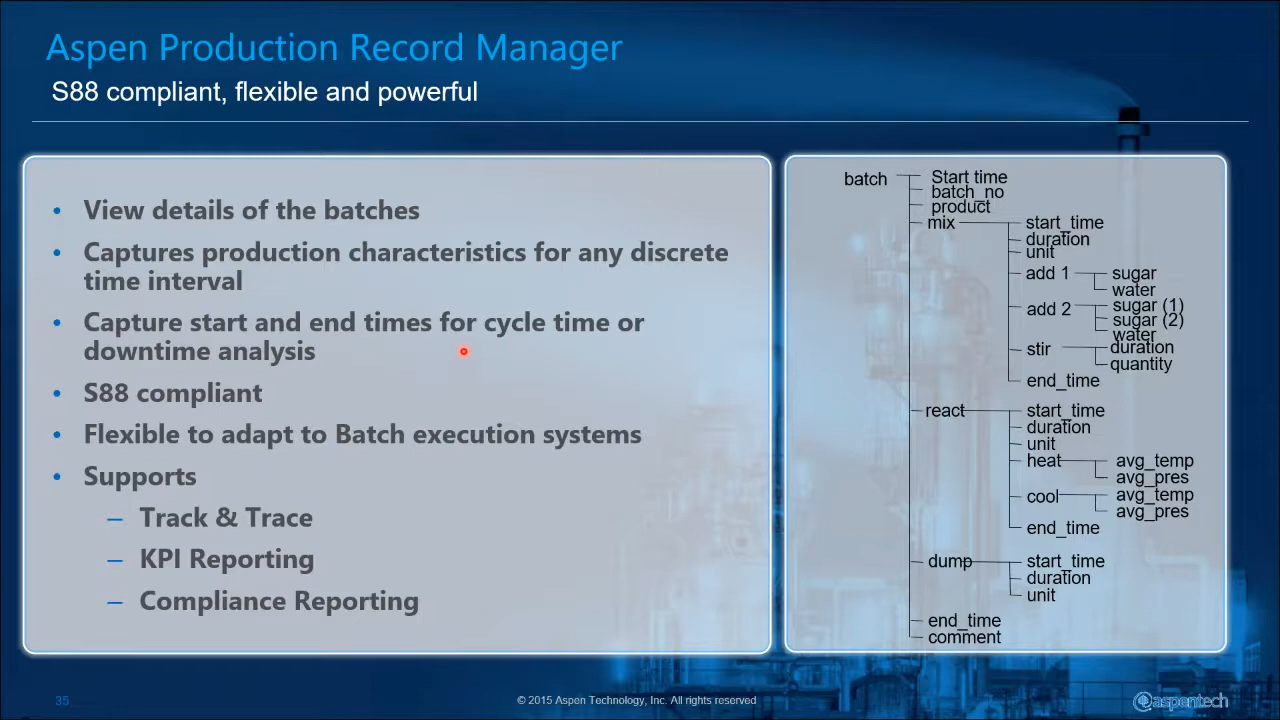 Aspen Production Record Manager
S88 compliant, flexible and powerful
• View details of the batches
• Captures production characteristics for any discrete
time interval
• Capture start and end times for cycle time or
downtime analysis
• S88 compliant
• Flexible to adapt to Batch execution systems
• Supports
– Track & Trace
– KPI Reporting
– Compliance Reporting
batch
Start time
batch_no
product
mix
start_time
duration
unit
add 1
sugar
water
add 2
sugar (1)
sugar (2)
water
stir
duration
quantity
end_time
react
start_time
duration
unit
heat
avg_temp
avg_pres
cool
avg_temp
avg_pres
end_time
dump
start_time
duration
unit
end_time
comment
35
© 2015 Aspen Technology, Inc. All rights reserved
aspentech